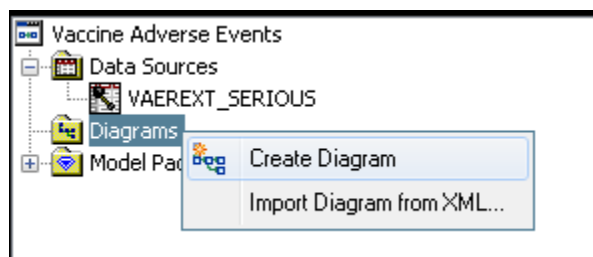 Vaccine Adverse Events
Data Sources
VAEREXT_SERIOUS
Diagrams
Model Pac
Create Diagram
Import Diagram from XML...